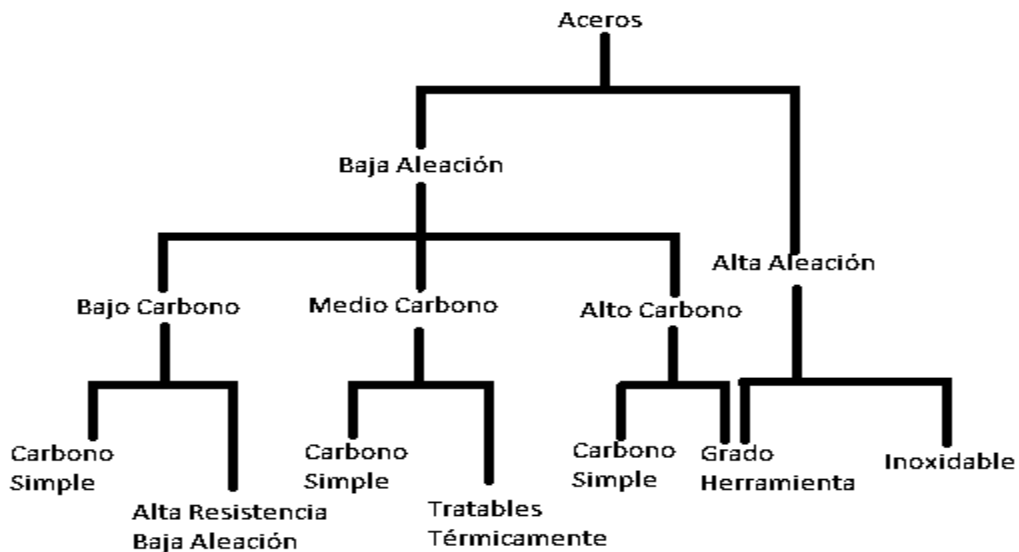 Aceros
Baja Aleación
Alta Aleación
Bajo Carbono
Medio Carbono
Alto Carbono
Carbono
Simple
Alta Resistencia
Baja Aleación
Carbono
Simple
Tratables
Térmicamente
Carbono
Simple
Grado
Herramienta
Inoxidable